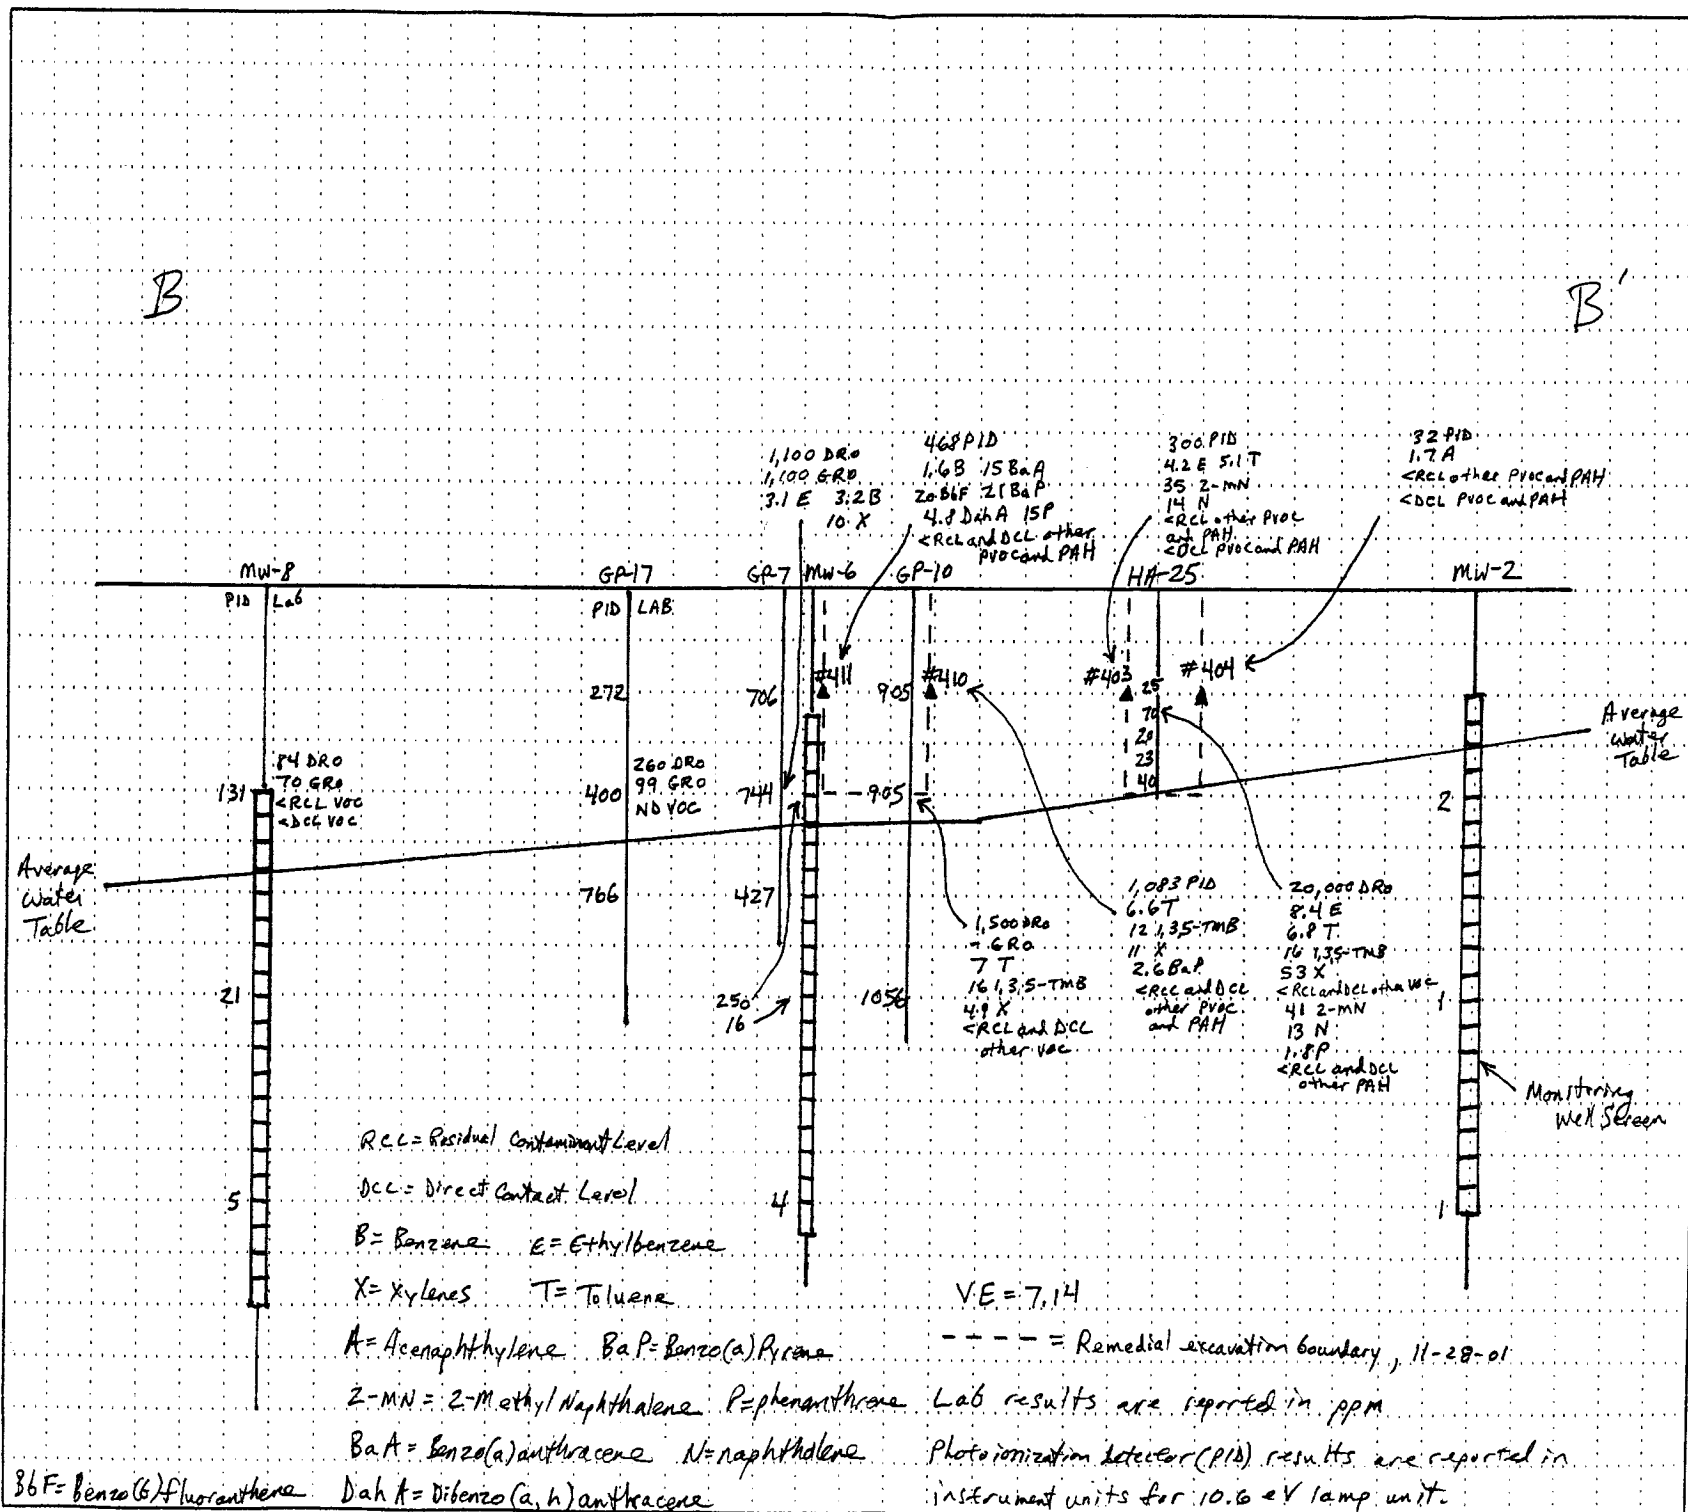 B
B'
1,100 DRO
1,100 GRO
3.1 E 3.2B
10 X
468 PID
1.6B 15 BaA
20 BbF 21 BaP
4.8 DahA 15P
<RCL and DCL other
PVOC and PAH
300 PID
4.2 E 5.1 T
35 2-MN
14 N
<RCL other PVOC
and PAH
<DCL PVOC and PAH
32 PID
1.7 A
<RCL other PVOC and PAH
<DCL PVOC and PAH
MW-8
GP-17
GP-7
MW-6
GP-10
HA-25
MW-2
PID Lab
PID LAB
#411
#410
#403
#404
272
706
905
25
70
20
23
40
Average
Water
Table
84 DRO
70 GRO
<RCL VOC
<DCL VOC
131
260 DRO
99 GRO
ND VOC
400
744
905
2
Average
Water
Table
766
427
1,500 DRO
- GRO
7 T
16 1,3,5-TMB
4.9 X
<RCL and DCL
other VOC
1,083 PID
6.6 T
12 1,3,5-TMB
11 X
2.6 BaP
<RCL and DCL
other PVOC
and PAH
20,000 DRO
8.4 E
6.8 T
16 1,3,5-TMB
53 X
<RCL and DCL other VOC
41 2-MN
13 N
1.8 P
<RCL and DCL
other PAH
21
250
16
1056
1
Monitoring
Well Screen
5
4
1
RCL = Residual Contaminant Level
DCL = Direct Contact Level
B = Benzene E = Ethylbenzene
X = Xylenes T = Toluene
A = Acenaphthylene BaP = Benzo(a)Pyrene
2-MN = 2-Methyl Naphthalene P = phenanthrene
BaA = Benzo(a)anthracene N = naphthalene
BbF = Benzo(b)fluoranthene DahA = Dibenzo(a,h)anthracene
V.E = 7.14
---- = Remedial excavation boundary, 11-28-01
Lab results are reported in ppm
Photoionization Detector (PID) results are reported in
instrument units for 10.6 eV lamp unit.